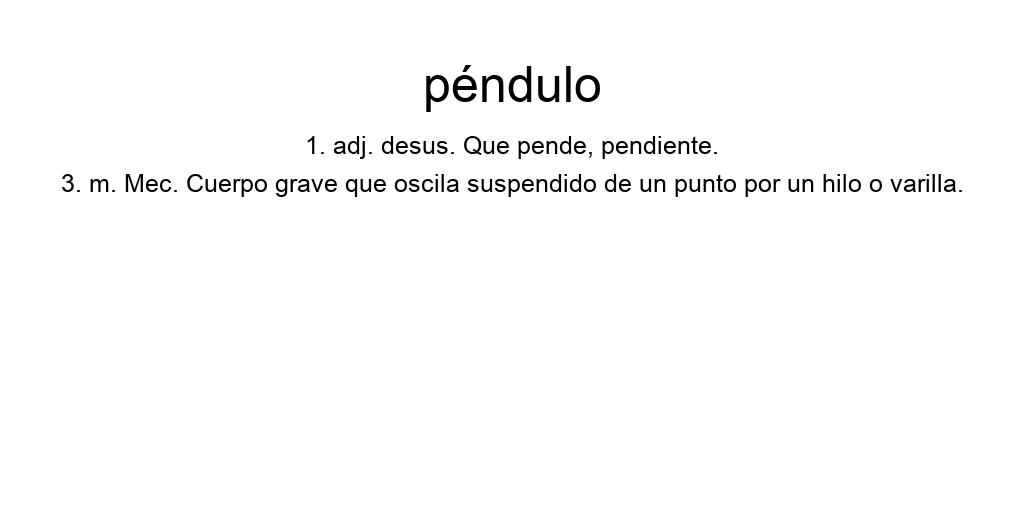 péndulo
1. adj. desus. Que pende, pendiente.
3. m. Mec. Cuerpo grave que oscila suspendido de un punto por un hilo o varilla.